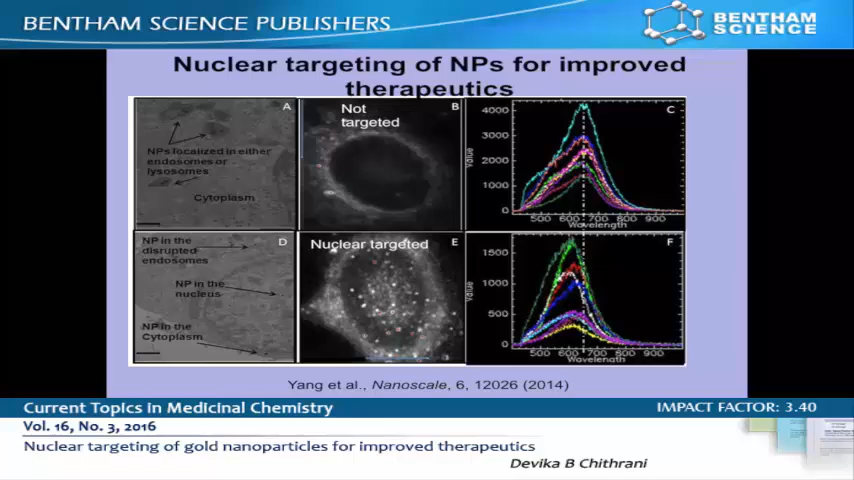 BENTHAM SCIENCE PUBLISHERS
BENTHAM
SCIENCE
Nuclear targeting of NPs for improved
therapeutics
A
NPs localized in either
endosomes or
lysosomes
Cytoplasm
B
Not
targeted
C
4000
3000
2000
1000
0
Value
500 600 700 800 900
Wavelength
D
NP in the
disrupted
endosomes
NP in the
nucleus
NP in the
Cytoplasm
Nuclear targeted E
F
1500
1000
500
0
Value
500 600 700 800 900
Wavelength
Yang et al., Nanoscale, 6, 12026 (2014)
Current Topics in Medicinal Chemistry
IMPACT FACTOR: 3.40
Vol. 16, No. 3, 2016
Nuclear targeting of gold nanoparticles for improved therapeutics
Devika B Chithrani